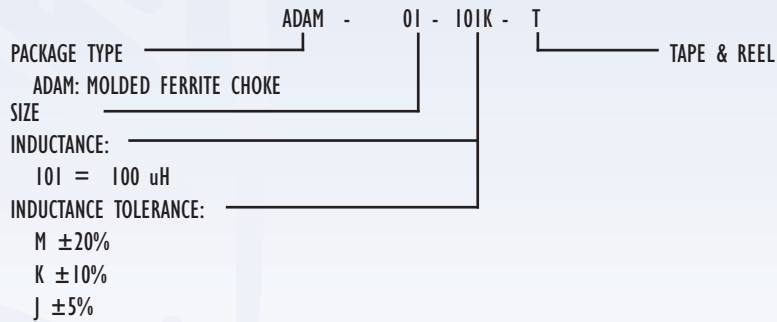 ADAM - 01 - 101K - T
PACKAGE TYPE
TAPE & REEL
ADAM: MOLDED FERRITE CHOKE
SIZE
INDUCTANCE:
101 = 100 uH
INDUCTANCE TOLERANCE:
M ±20%
K ±10%
J ±5%